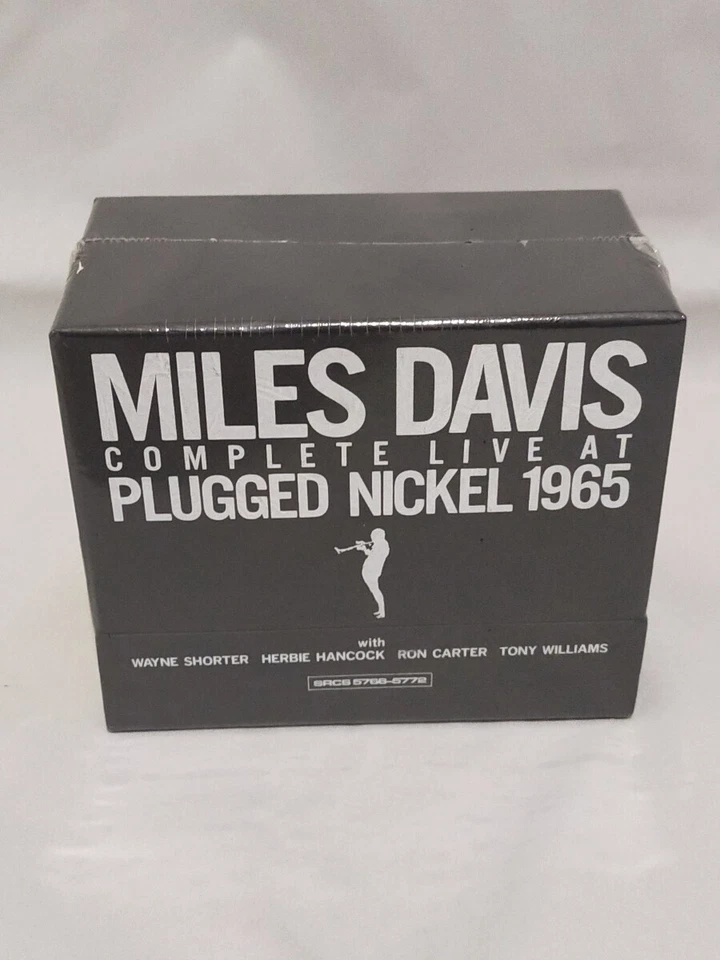 MILES DAVIS
COMPLETE LIVE AT
PLUGGED NICKEL 1965
with
WAYNE SHORTER HERBIE HANCOCK RON CARTER TONY WILLIAMS
SRCS 5766-5772